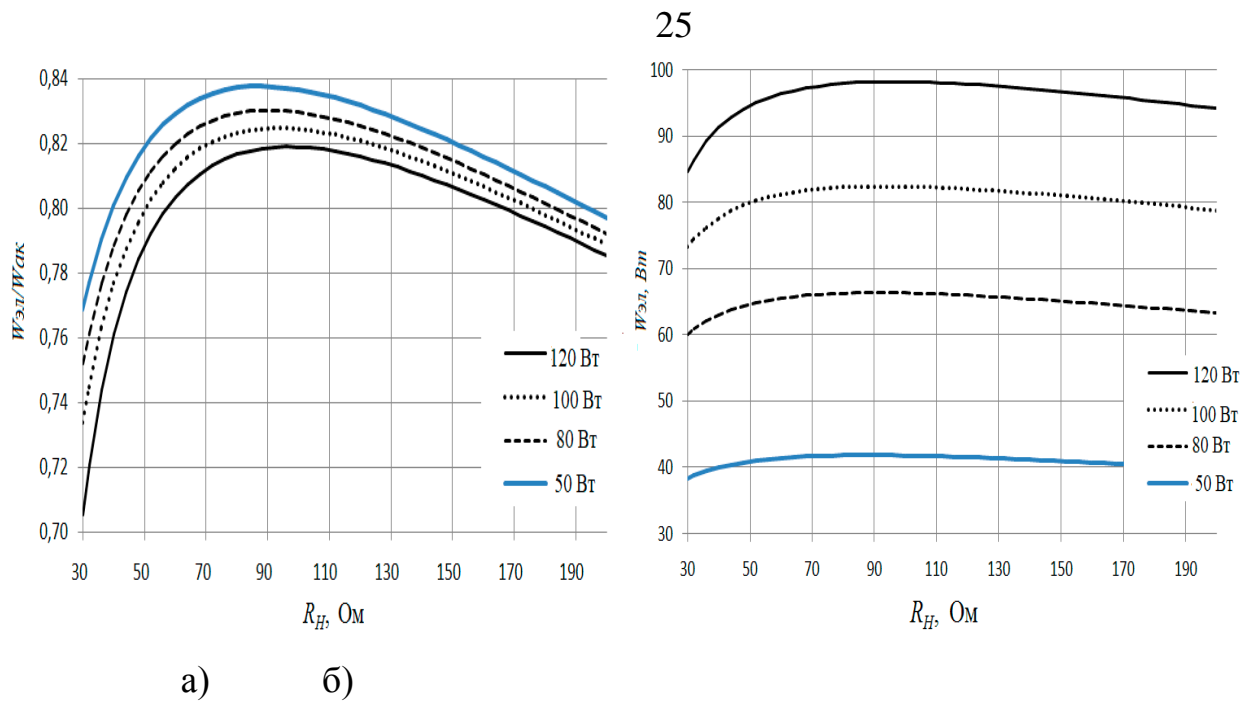 25
0,84
0,82
0,80
0,78
0,76
0,74
0,72
0,70
Wэл/Wак
30 50 70 90 110 130 150 170 190
R_H, Ом
120 Вт
100 Вт
80 Вт
50 Вт
100
90
80
70
60
50
40
30
Wэл, Вт
30 50 70 90 110 130 150 170 190
R_H, Ом
120 Вт
100 Вт
80 Вт
50 Вт
а) б)